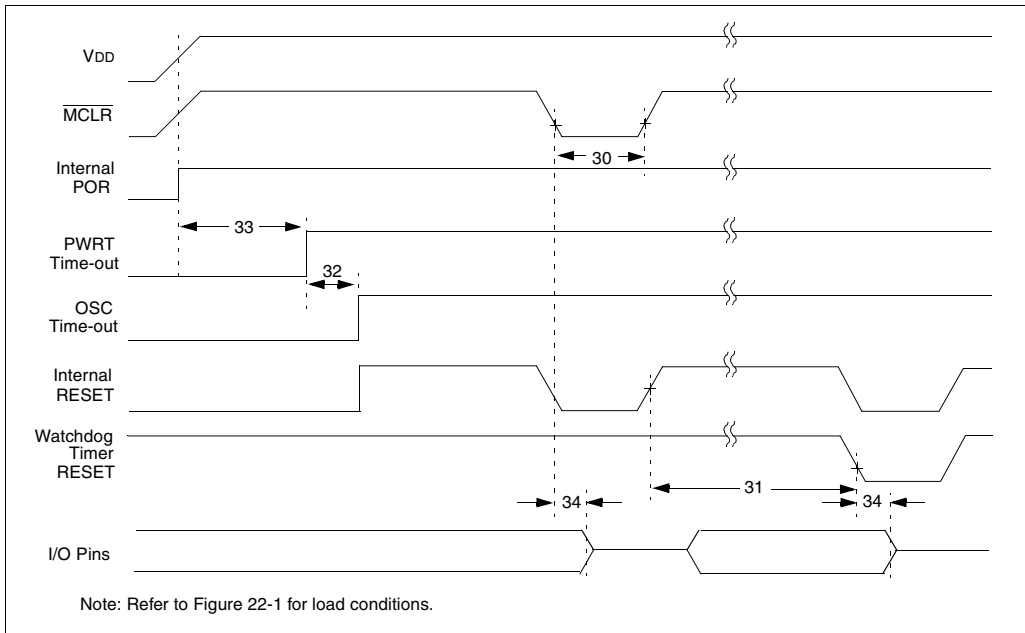 VDD
MCLR
Internal
POR
30
33
PWRT
Time-out
32
OSC
Time-out
Internal
RESET
Watchdog
Timer
RESET
31
34
34
I/O Pins
Note: Refer to Figure 22-1 for load conditions.